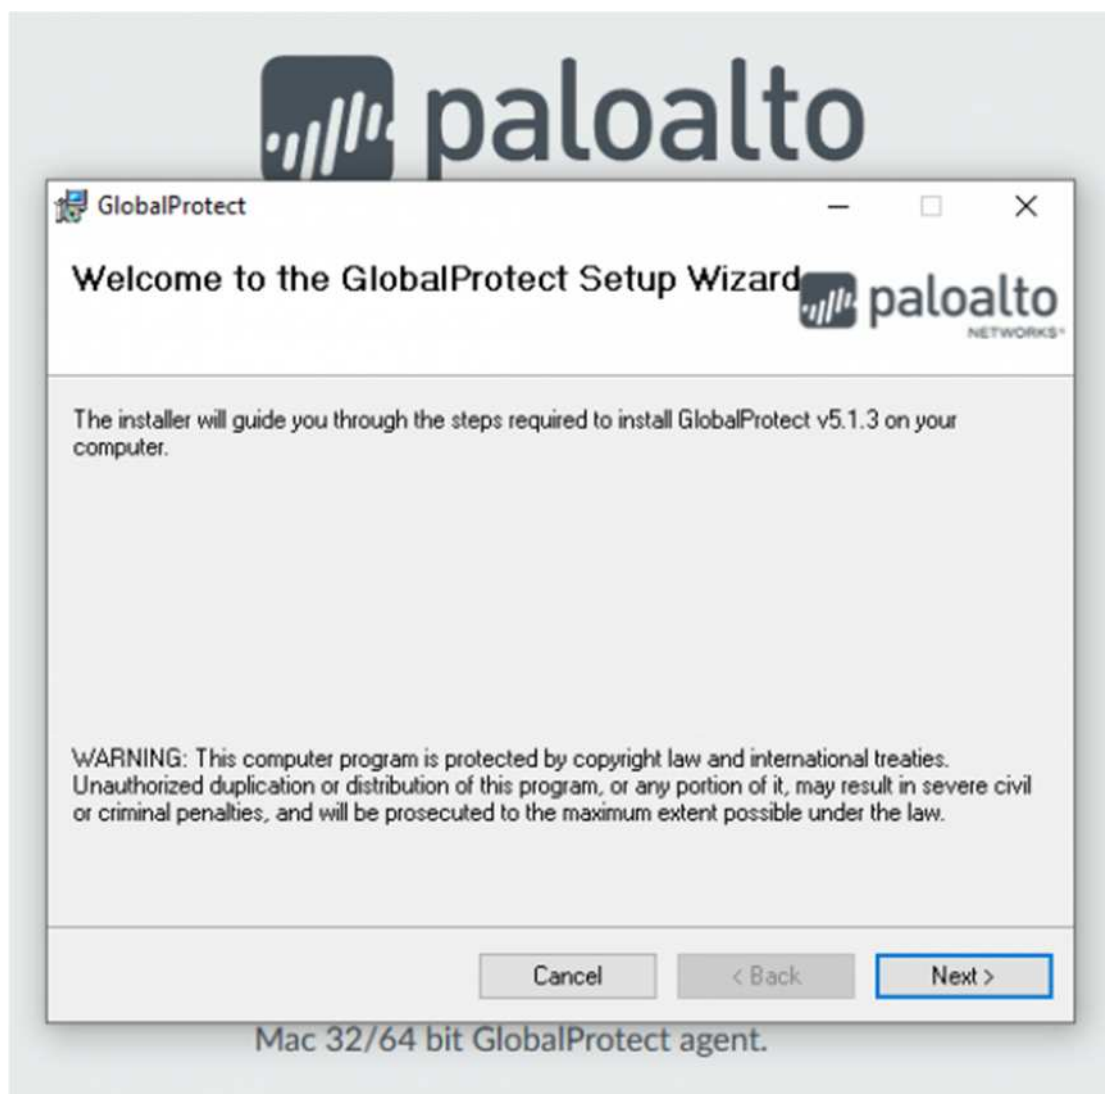 paloalto
GlobalProtect
Welcome to the GlobalProtect Setup Wizard
paloalto
NETWORKS
The installer will guide you through the steps required to install GlobalProtect v5.1.3 on your
computer.
WARNING: This computer program is protected by copyright law and international treaties.
Unauthorized duplication or distribution of this program, or any portion of it, may result in severe civil
or criminal penalties, and will be prosecuted to the maximum extent possible under the law.
Cancel < Back Next >
Mac 32/64 bit GlobalProtect agent.